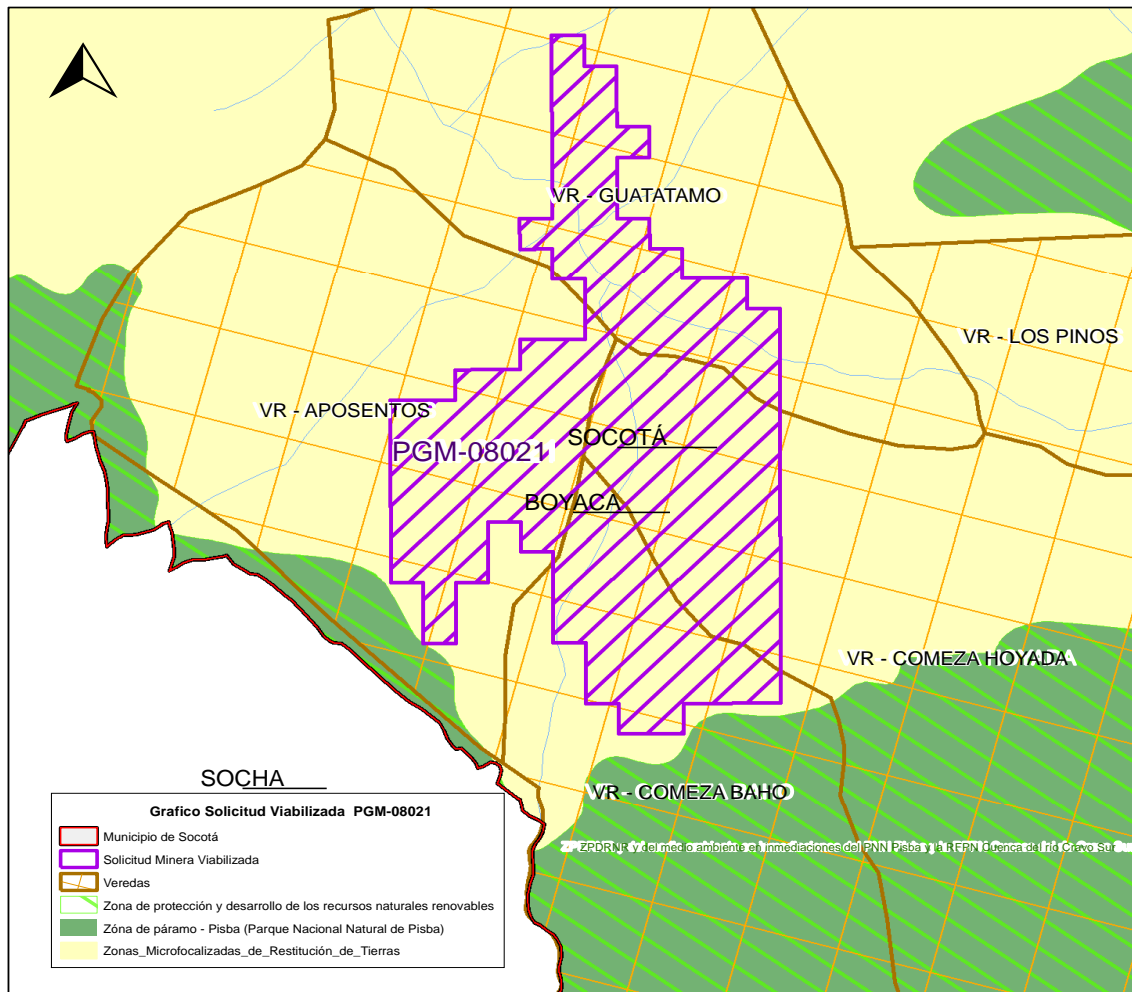 VR - GUATATAMO
VR - LOS PINOS
VR - APOSENTOS
SOCOTÁ
PGM-08021
BOYACA
VR - COMEZA HOYADA
SOCHA
VR - COMEZA BAHO
ZPDRNR y del medio ambiente en inmediaciones del PNN Pisba y la RFPN Cuenca del río Cravo Sur
Grafico Solicitud Viabilizada PGM-08021
Municipio de Socotá
Solicitud Minera Viabilizada
Veredas
Zona de protección y desarrollo de los recursos naturales renovables
Zóna de páramo - Pisba (Parque Nacional Natural de Pisba)
Zonas_Microfocalizadas_de_Restitución_de_Tierras